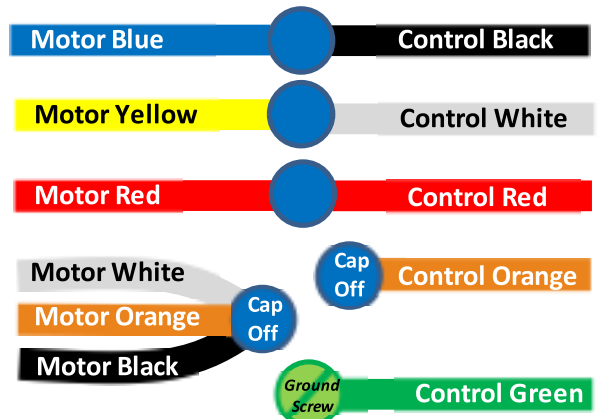 Motor Blue Control Black
Motor Yellow Control White
Motor Red Control Red
Motor White
Cap
Off
Control Orange
Motor Orange
Cap
Off
Motor Black
Ground
Screw
Control Green